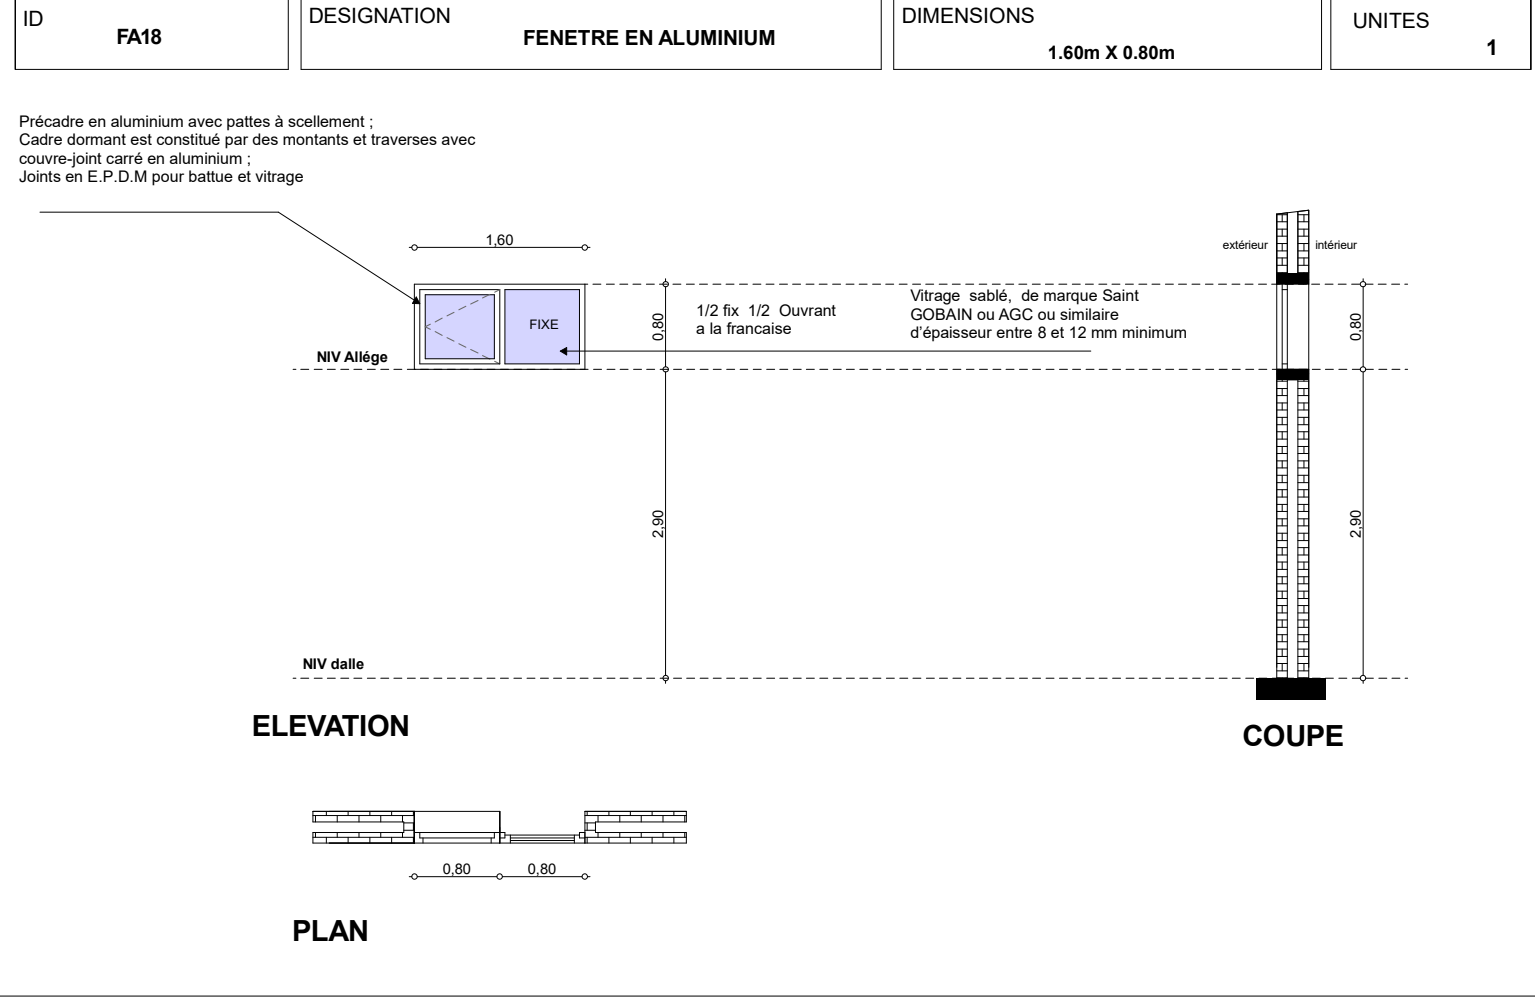 ID
FA18
DESIGNATION
FENETRE EN ALUMINIUM
DIMENSIONS
1.60m X 0.80m
UNITES
1
Précadre en aluminium avec pattes à scellement ;
Cadre dormant est constitué par des montants et traverses avec
couvre-joint carré en aluminium ;
Joints en E.P.D.M pour battue et vitrage
1,60
extérieur
intérieur
FIXE
0,80
1/2 fix 1/2 Ouvrant
a la francaise
Vitrage sablé, de marque Saint
GOBAIN ou AGC ou similaire
d'épaisseur entre 8 et 12 mm minimum
0,80
NIV Allége
2,90
2,90
NIV dalle
ELEVATION
COUPE
0,80
0,80
PLAN